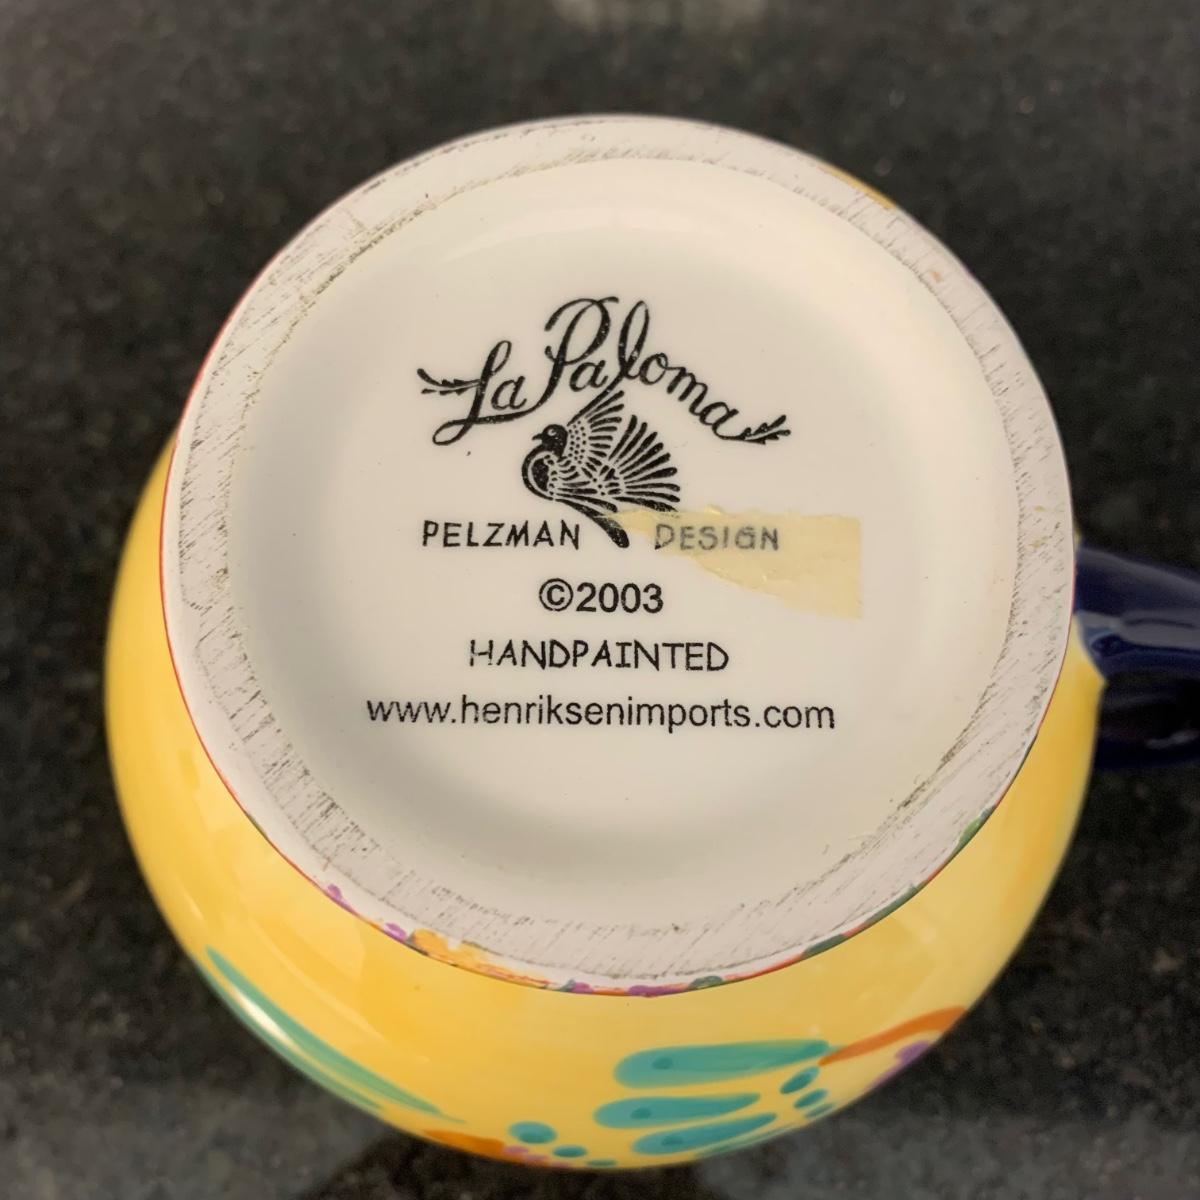 La Paloma
PELZMAN DESIGN
©2003
HANDPAINTED
www.henriksenimports.com